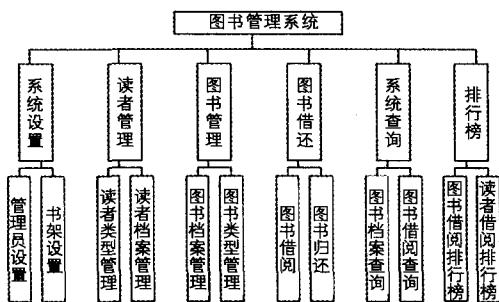 图书管理系统
系统设置
读者管理
图书管理
图书借还
系统查询
排行榜
管理员设置
书架设置
读者类型管理
读者档案管理
图书档案管理
图书类型管理
图书借阅
图书归还
图书档案查询
图书借阅查询
图书借阅排行榜
读者借阅排行榜